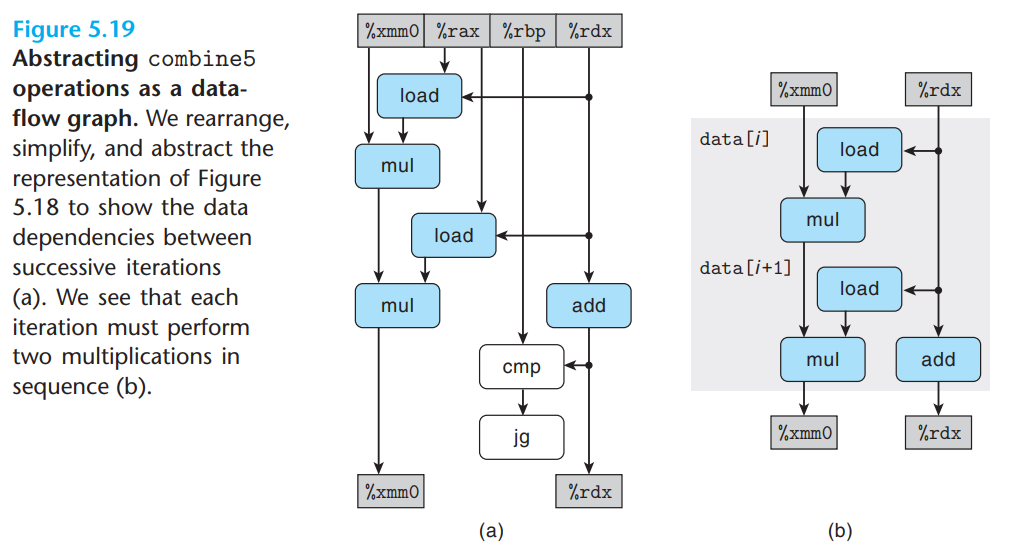 Figure 5.19
Abstracting combine5
operations as a data-
flow graph. We rearrange,
simplify, and abstract the
representation of Figure
5.18 to show the data
dependencies between
successive iterations
(a). We see that each
iteration must perform
two multiplications in
sequence (b).
%xmm0 %rax %rbp %rdx
load
mul
load
mul
add
cmp
jg
%xmm0
%rdx
(a)
%xmm0
%rdx
data[i]
load
mul
data[i+1]
load
mul
add
%xmm0
%rdx
(b)